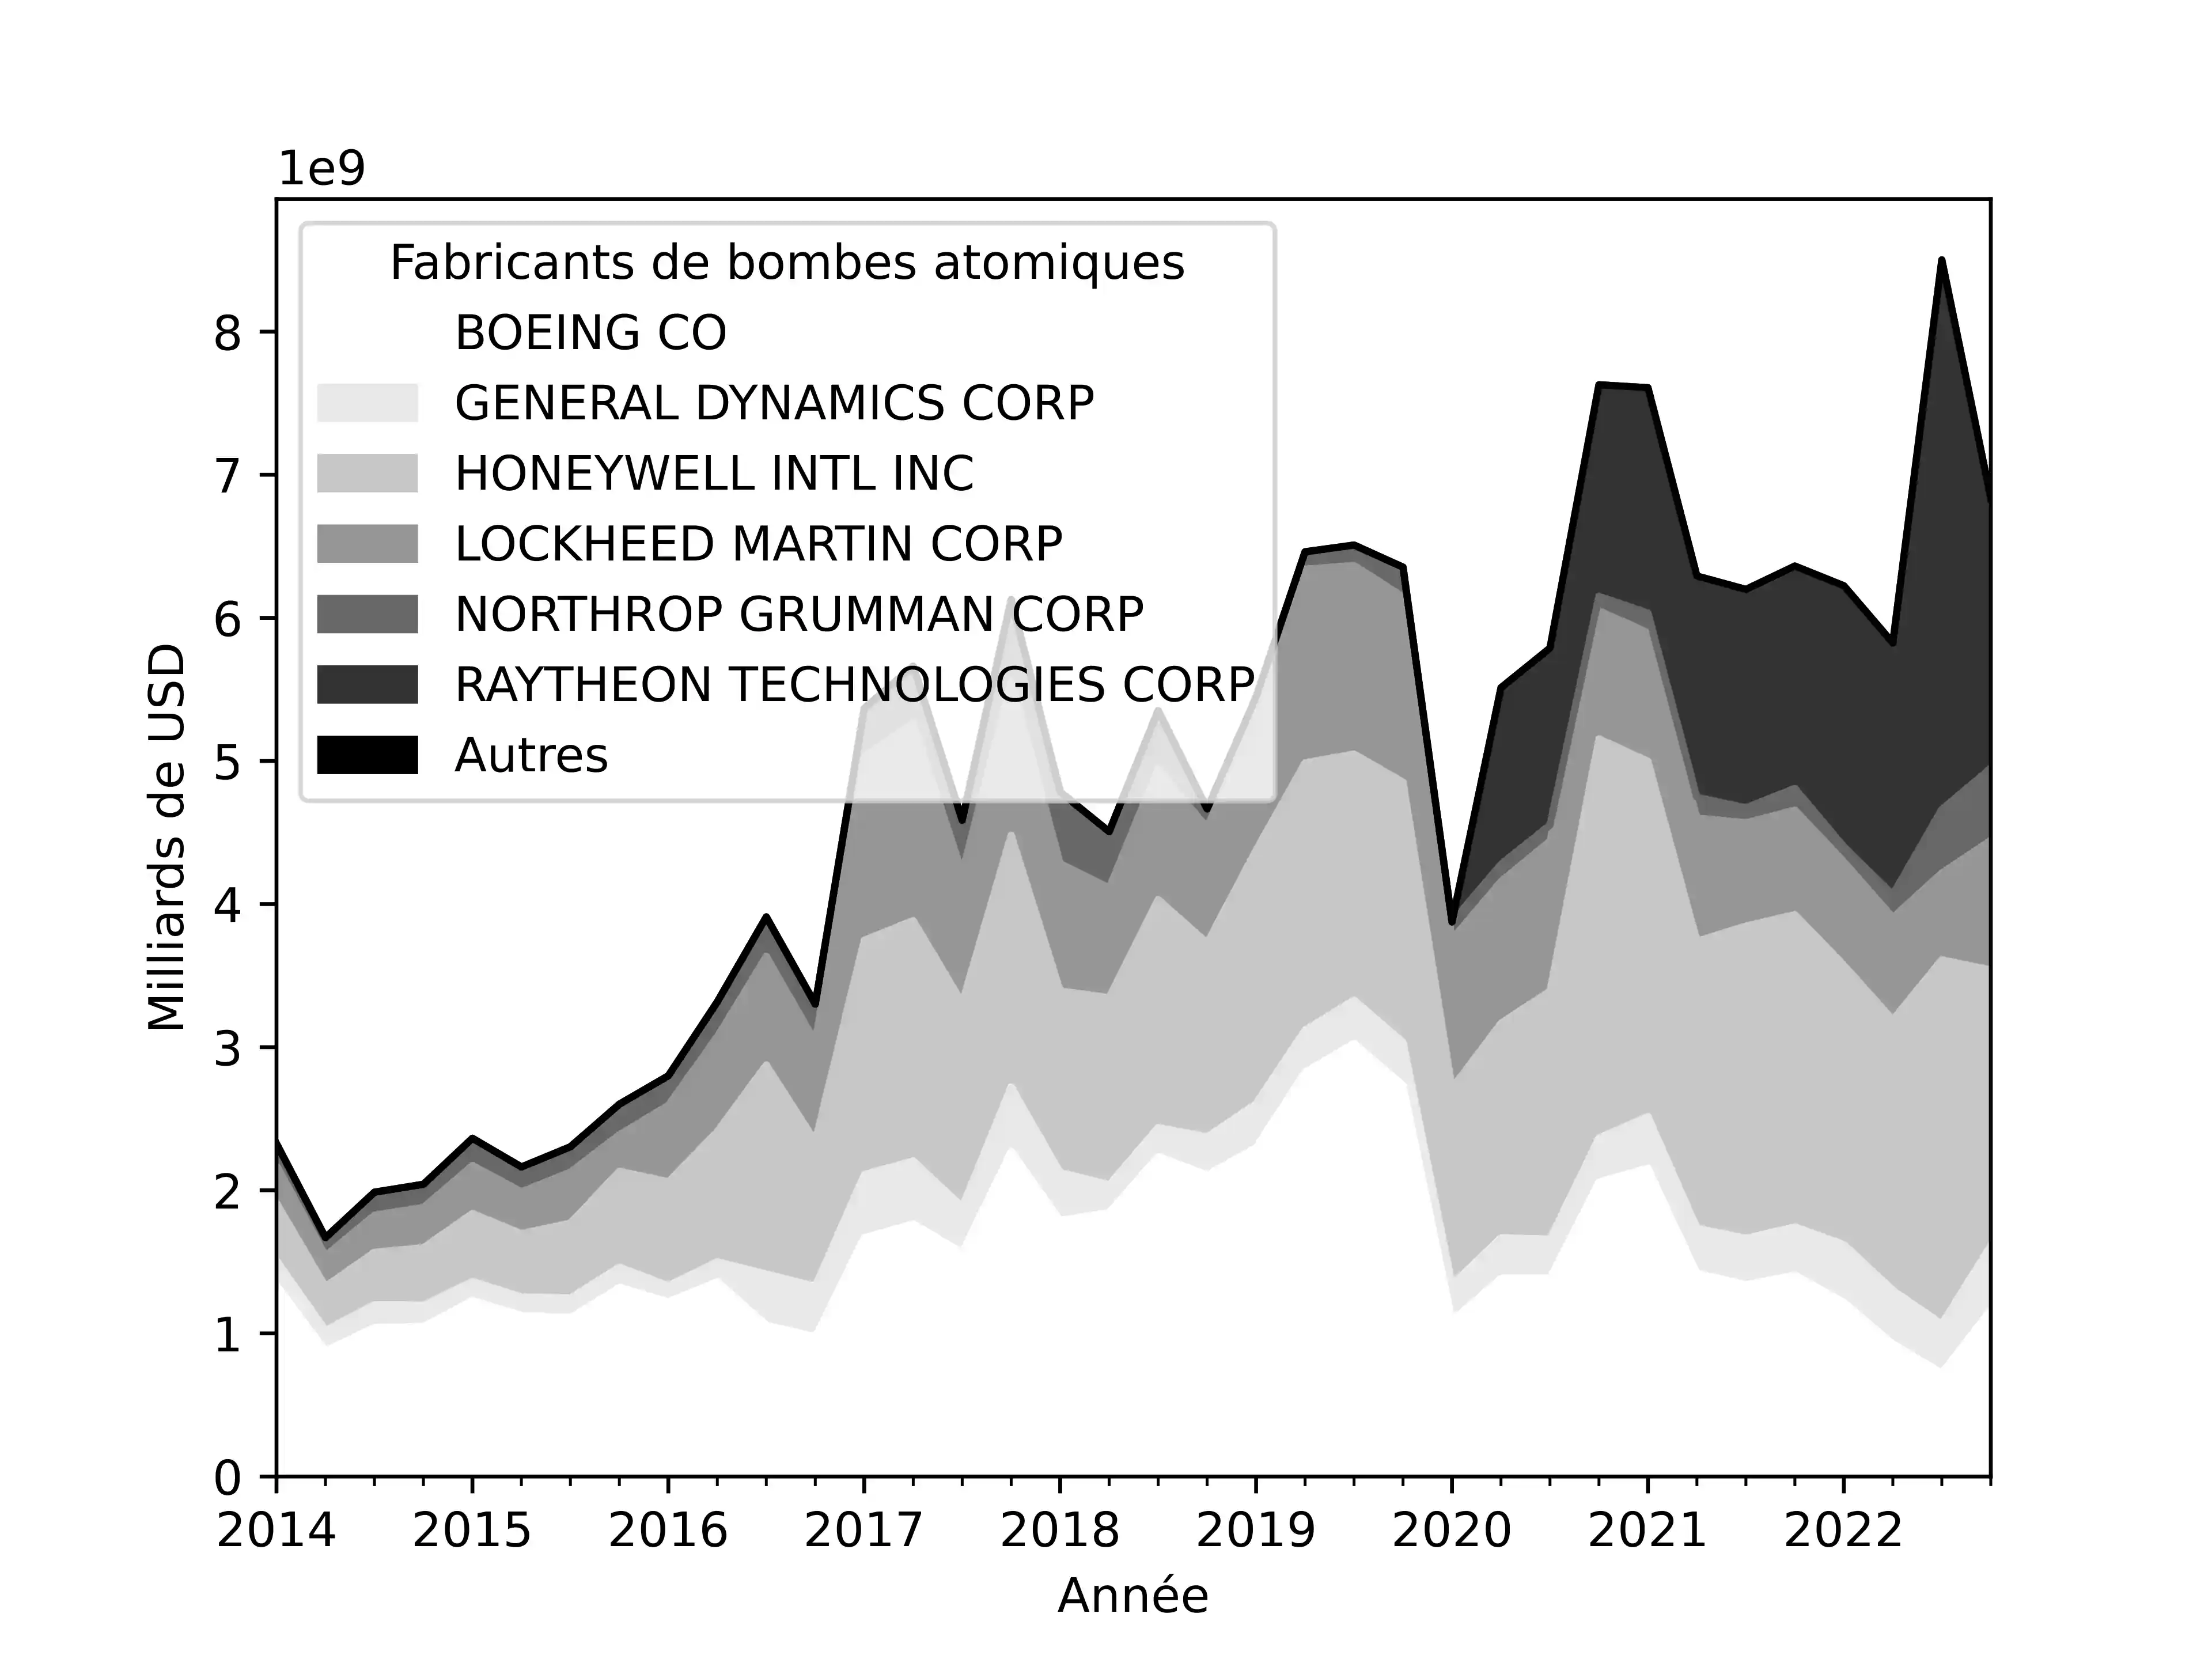 1e9
Fabricants de bombes atomiques
BOEING CO
GENERAL DYNAMICS CORP
HONEYWELL INTL INC
LOCKHEED MARTIN CORP
NORTHROP GRUMMAN CORP
RAYTHEON TECHNOLOGIES CORP
Autres
8
7
6
5
4
3
2
1
0
Milliards de USD
2014 2015 2016 2017 2018 2019 2020 2021 2022
Année